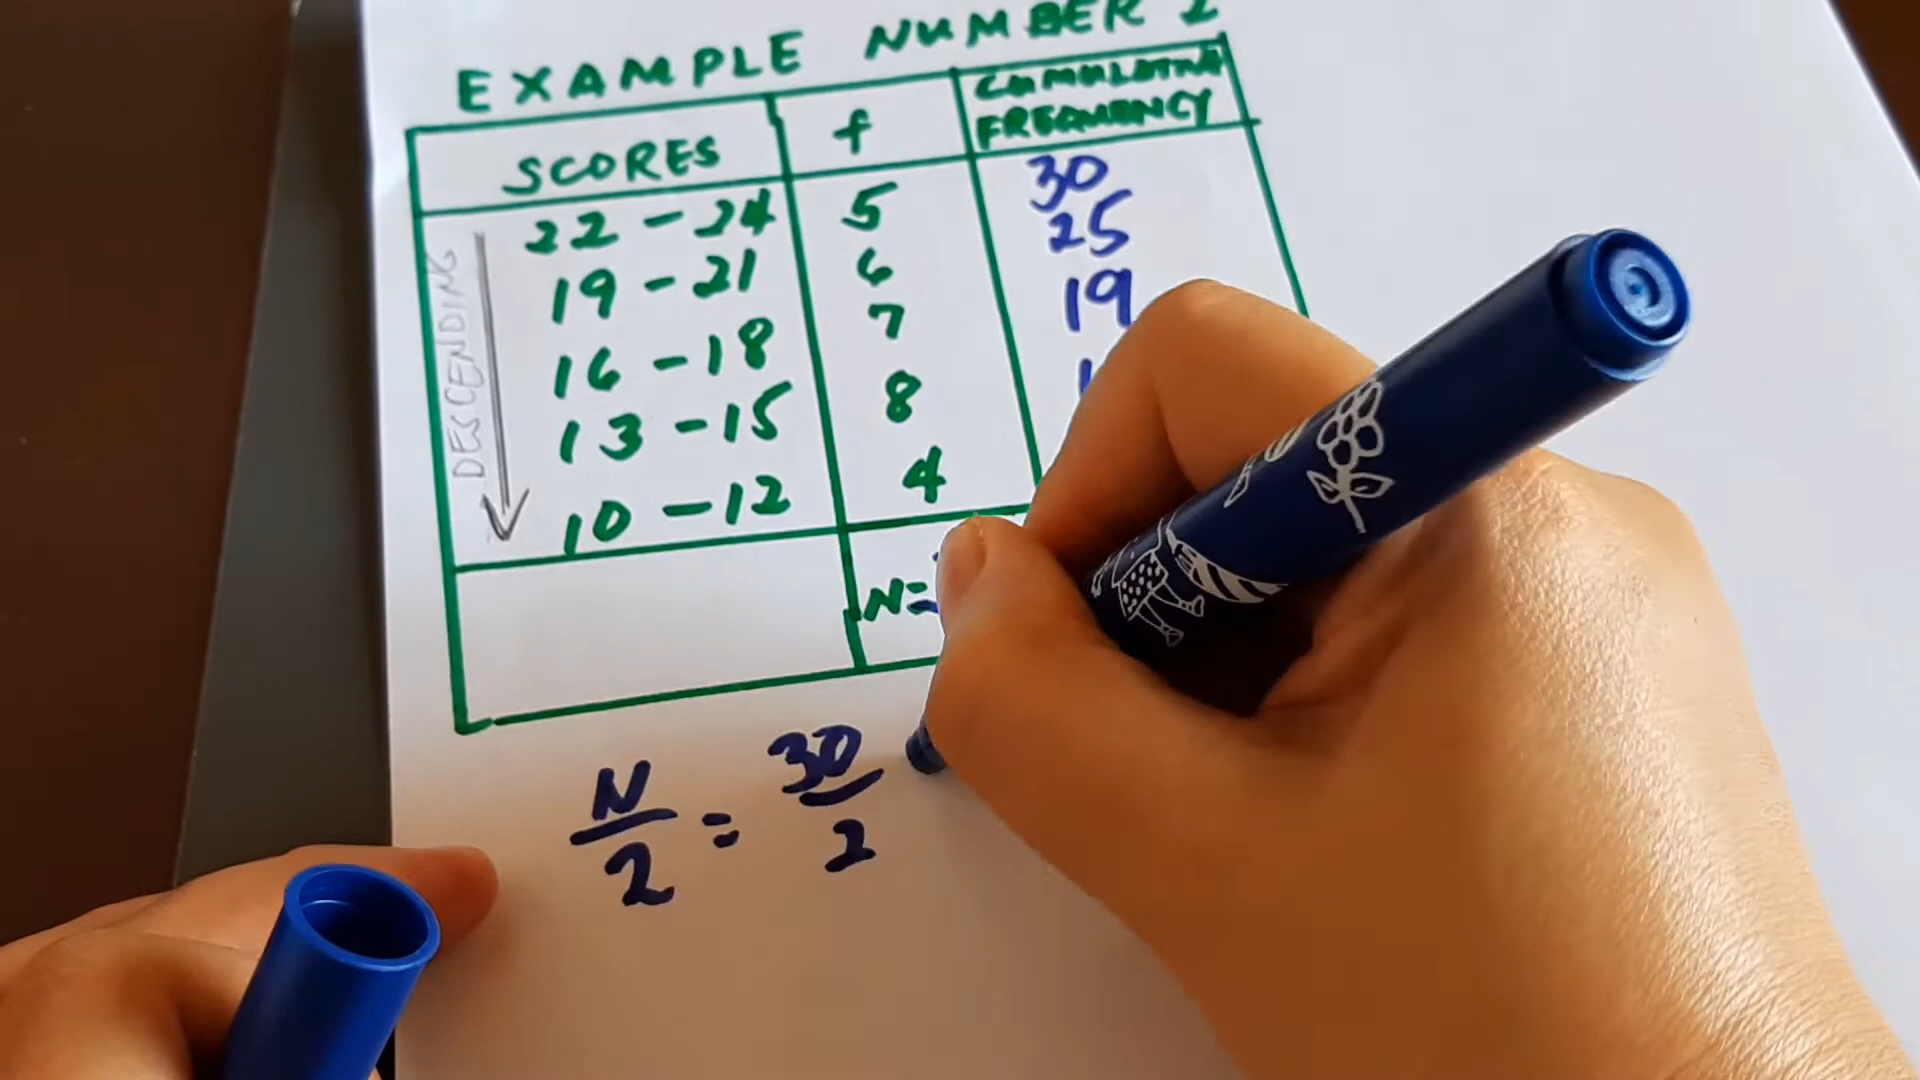 EXAMPLE NUMBER 2
SCORES f CUMULATIVE FREQUENCY
22-24 5 30
19-21 6 25
16-18 7 19
13-15 8
10-12 4
N=
DESCENDING
N/2 = 30/2